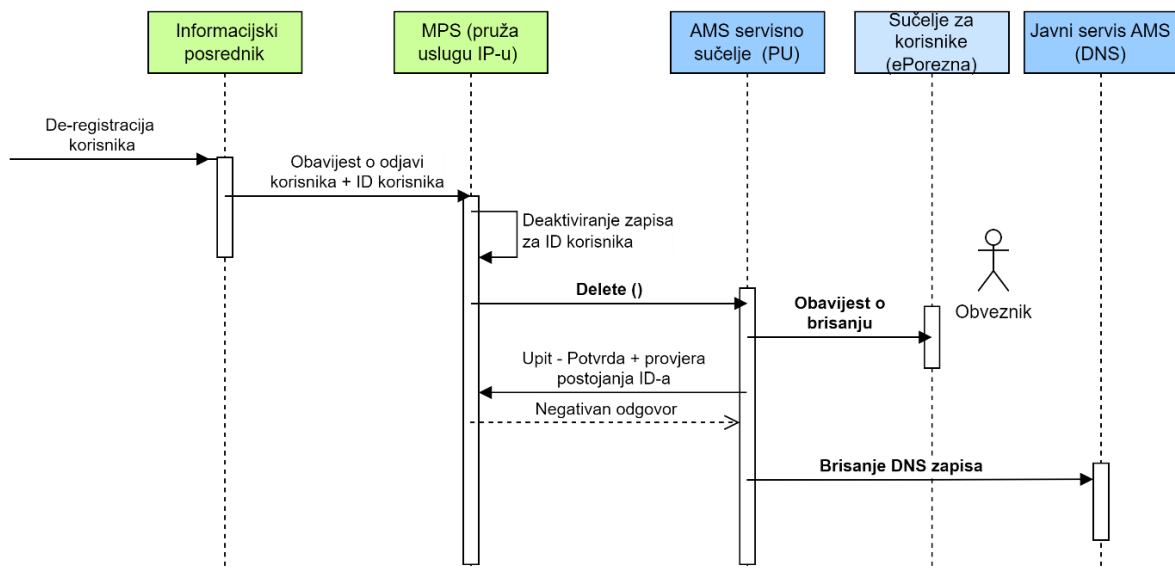 Informacijski
posrednik
MPS (pruža
uslugu IP-u)
AMS servisno
sučelje (PU)
Sučelje za
korisnike
(ePorezna)
Javni servis AMS
(DNS)
De-registracija
korisnika
Obavijest o odjavi
korisnika + ID korisnika
Deaktiviranje zapisa
za ID korisnika
Delete ()
Obavijest o
brisanju
Obveznik
Upit - Potvrda + provjera
postojanja ID-a
Negativan odgovor
Brisanje DNS zapisa